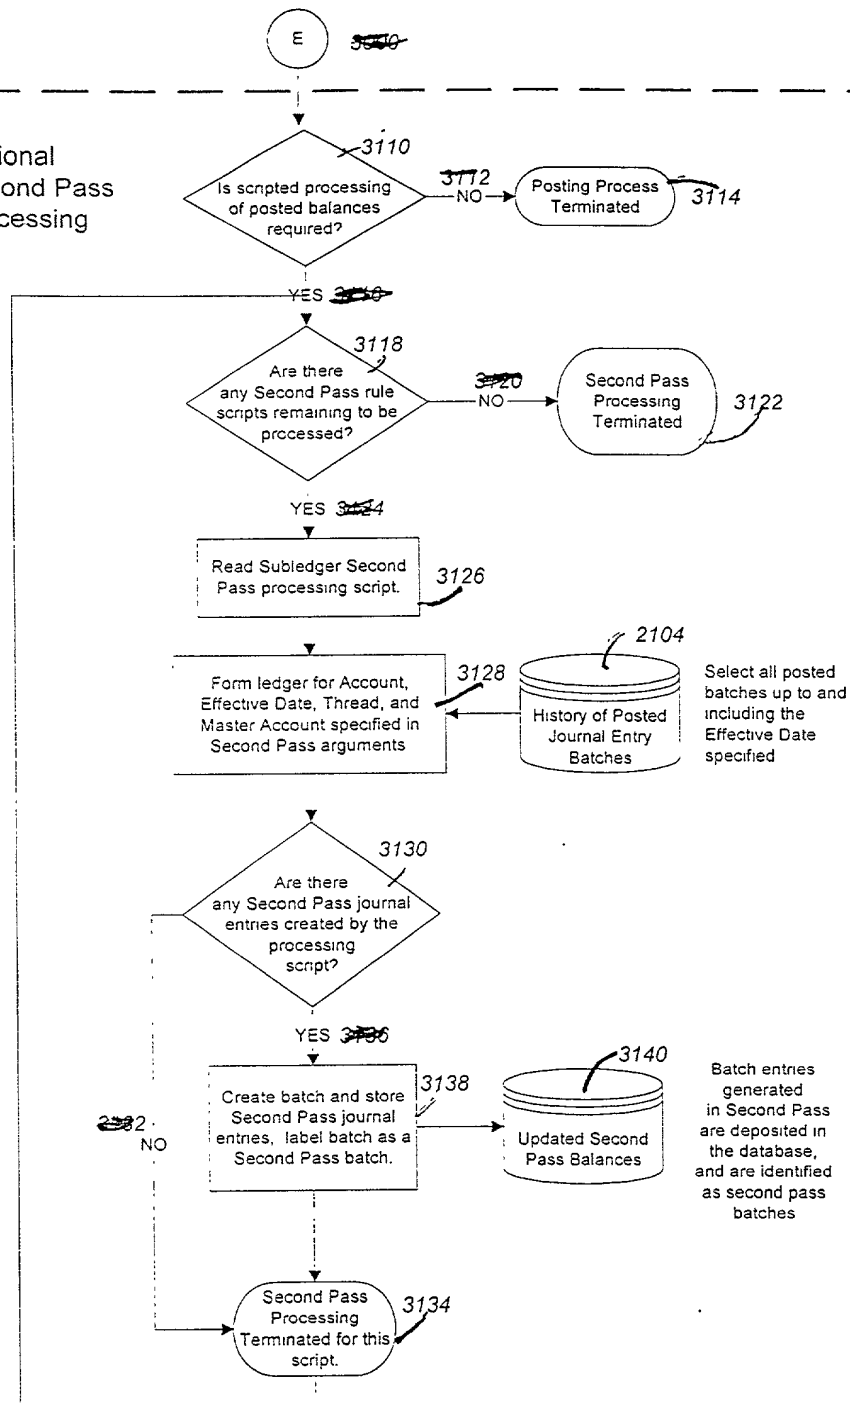 E
ional
ond Pass
cessing
3110
Is scripted processing
of posted balances
required?
3112
NO
Posting Process
Terminated
3114
YES
3118
Are there
any Second Pass rule
scripts remaining to be
processed?
3120
NO
Second Pass
Processing
Terminated
3122
YES 3124
Read Subledger Second
Pass processing script.
3126
Form ledger for Account,
Effective Date, Thread, and
Master Account specified in
Second Pass arguments
3128
2104
History of Posted
Journal Entry
Batches
Select all posted
batches up to and
including the
Effective Date
specified
3130
Are there
any Second Pass journal
entries created by the
processing
script?
YES 3136
NO
Create batch and store
Second Pass journal
entries, label batch as a
Second Pass batch.
3138
3140
Updated Second
Pass Balances
Batch entries
generated
in Second Pass
are deposited in
the database,
and are identified
as second pass
batches
Second Pass
Processing
Terminated for this
script.
3134